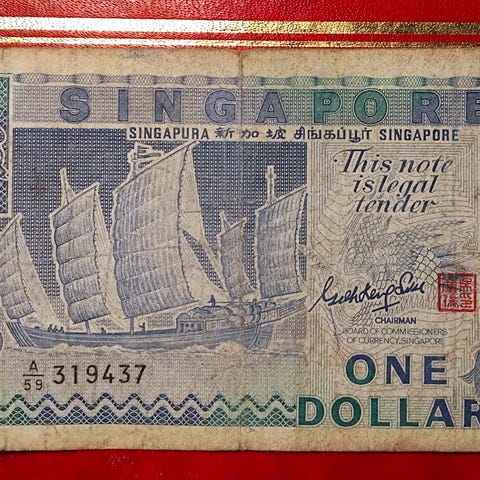 SINGAPORE
SINGAPURA 新加坡 சிங்கப்பூர் SINGAPORE
This note
is legal
tender
CHAIRMAN
BOARD OF COMMISSIONERS
OF CURRENCY, SINGAPORE
A/59 319437
ONE
DOLLAR